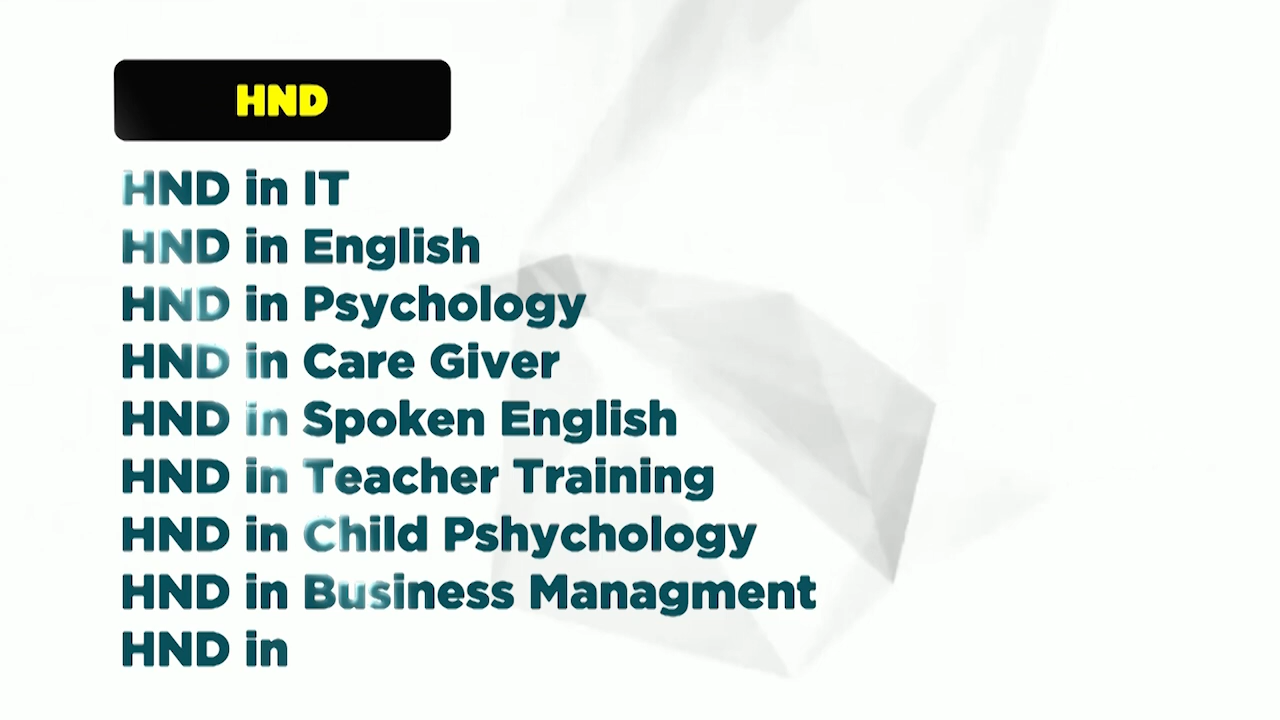 HND
HND in IT
HND in English
HND in Psychology
HND in Care Giver
HND in Spoken English
HND in Teacher Training
HND in Child Pshychology
HND in Business Managment
HND in